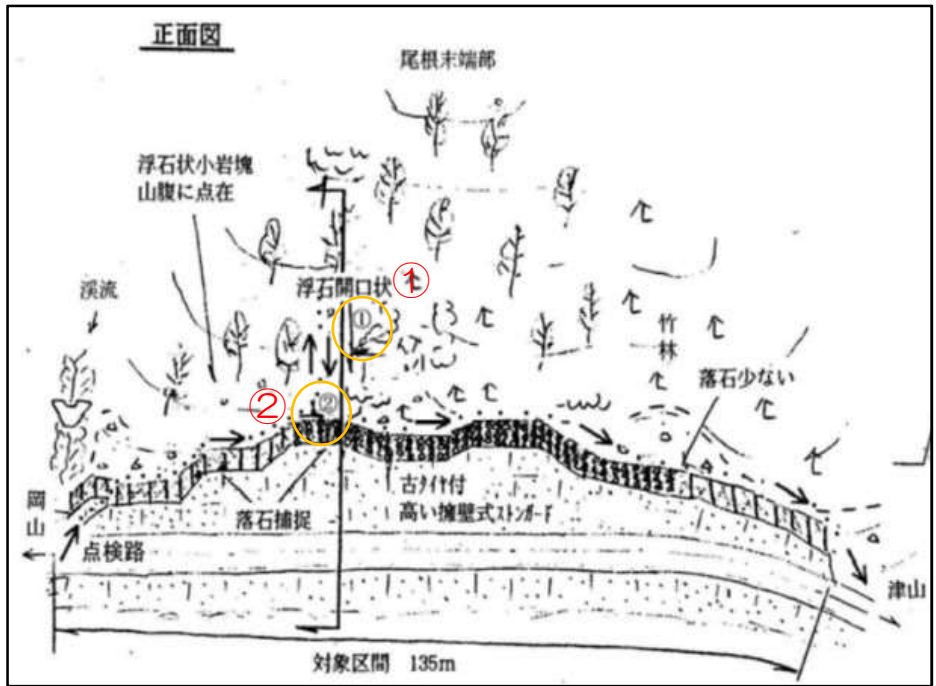 正面図
尾根末端部
浮石状小岩塊
山腹に点在
渓流
浮石開口状
①
①
竹林
落石少ない
②
②
岡山
落石捕捉
古タイヤ付
高い擁壁式ストンガード
点検路
津山
対象区間 135m